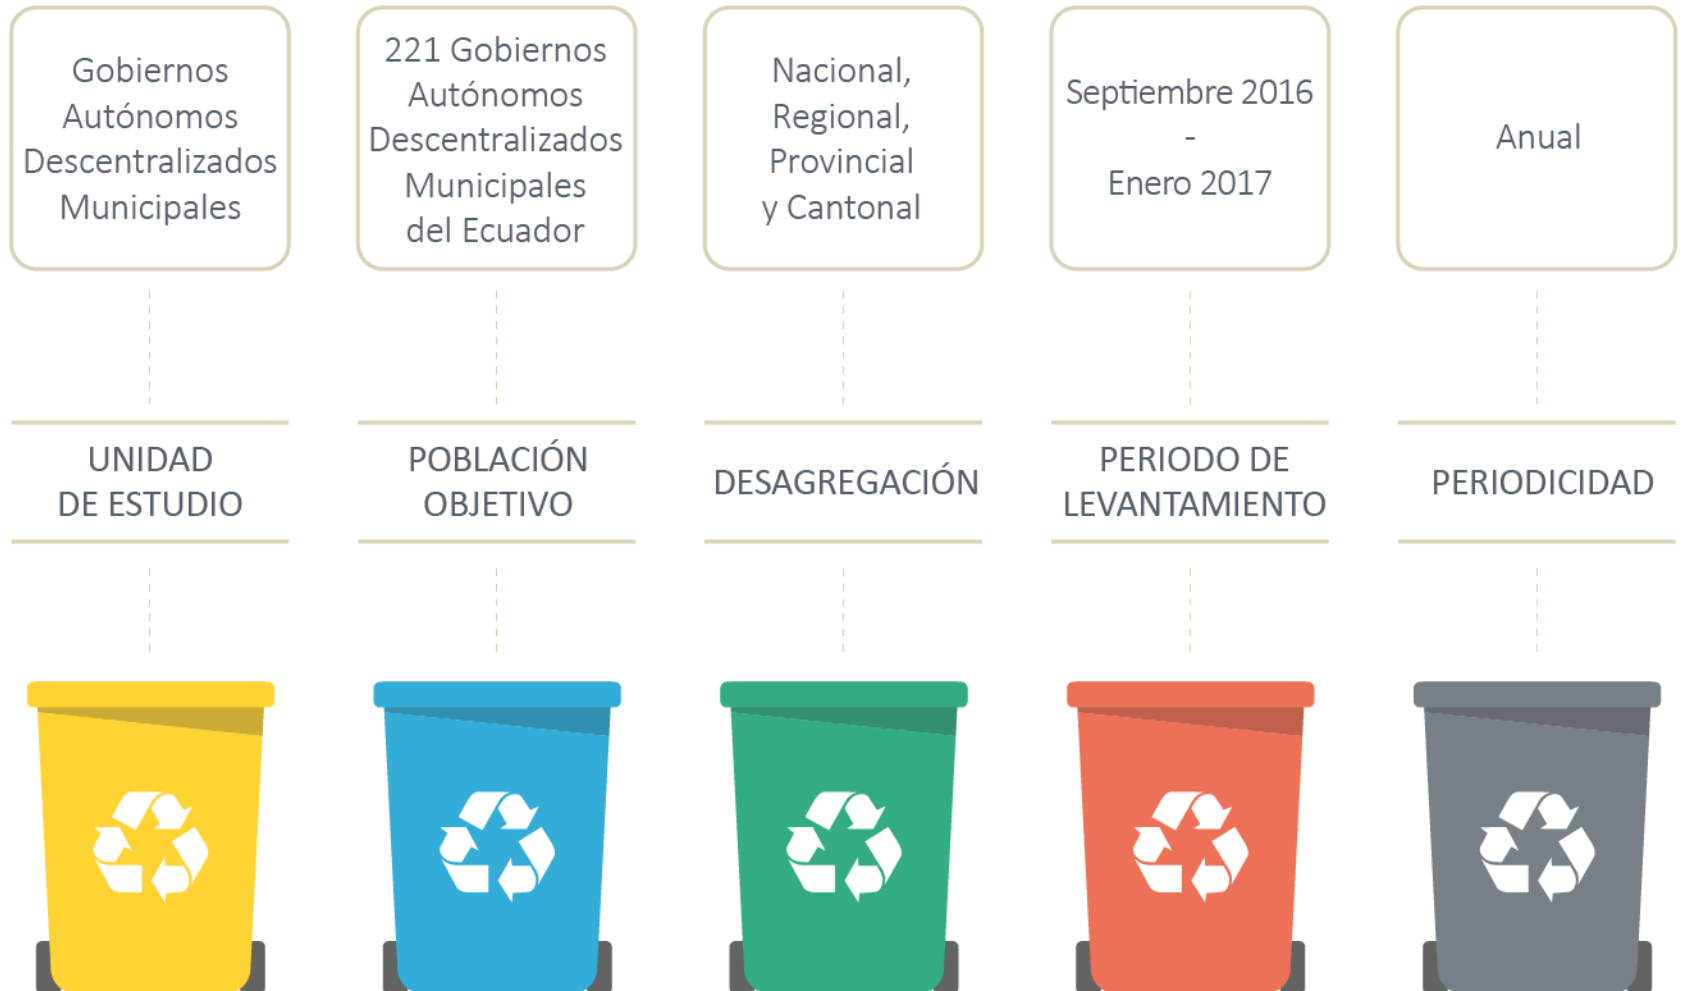 Gobiernos
Autónomos
Descentralizados
Municipales
221 Gobiernos
Autónomos
Descentralizados
Municipales
del Ecuador
Nacional,
Regional,
Provincial
y Cantonal
Septiembre 2016
-
Enero 2017
Anual
UNIDAD
DE ESTUDIO
POBLACIÓN
OBJETIVO
DESAGREGACIÓN
PERIODO DE
LEVANTAMIENTO
PERIODICIDAD